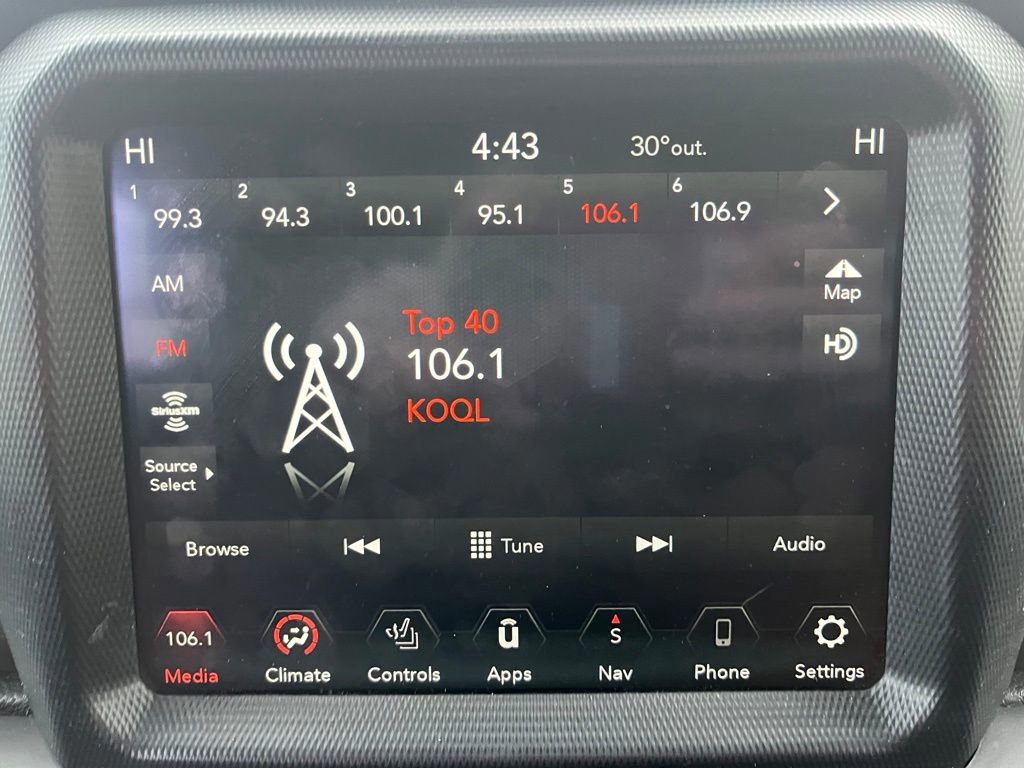 HI 4:43 30°out. HI
1 2 3 4 5 6
99.3 94.3 100.1 95.1 106.1 106.9
AM
Map
FM
HD
SiriusXM
Source
Select
Top 40
106.1
KOQL
Browse Tune Audio
106.1 S
Media Climate Controls Apps Nav Phone Settings